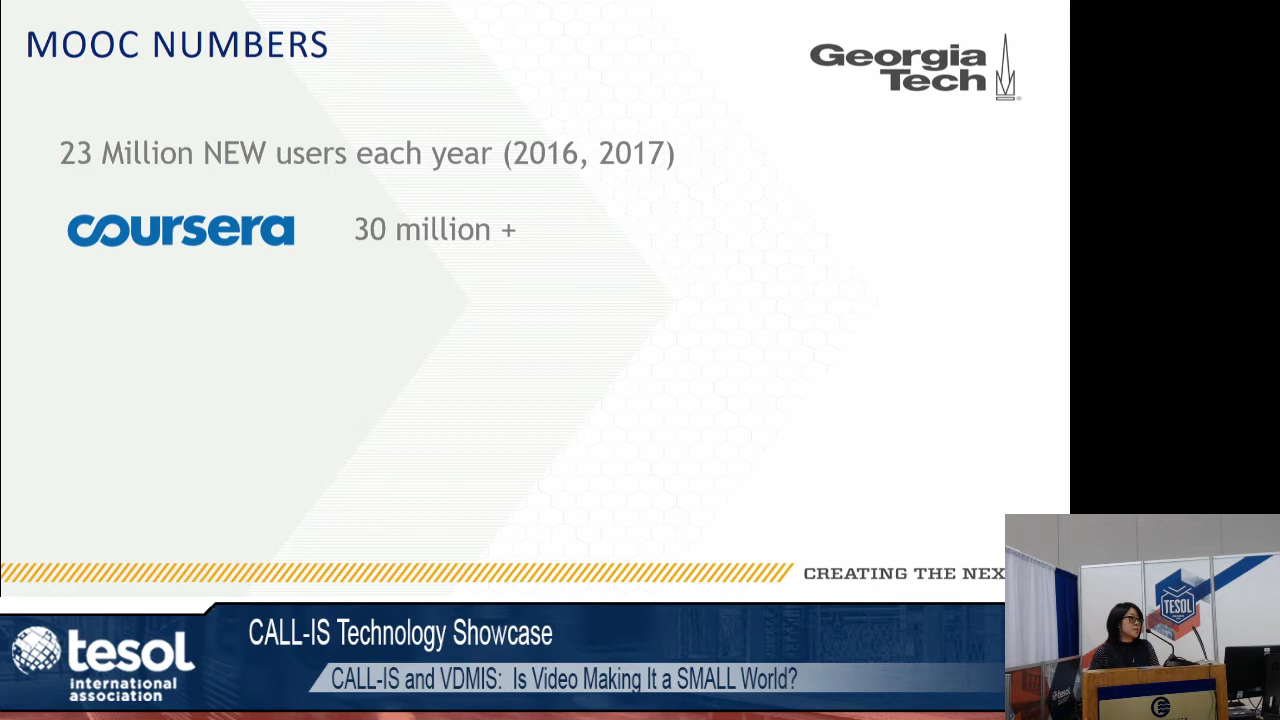 MOOC NUMBERS
Georgia
Tech
23 Million NEW users each year (2016, 2017)
coursera
30 million +
CREATING THE NEX
CALL-IS Technology Showcase
CALL-IS and VDMIS: Is Video Making It a SMALL World?
tesol
international
association
TESOL
tesol